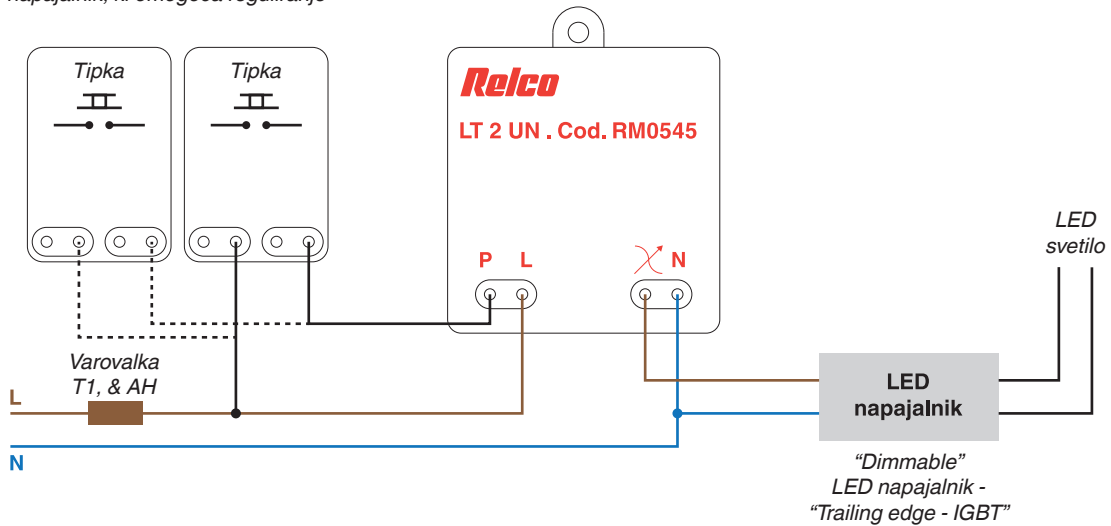 Tipka
Tipka
Relco
LT 2 UN . Cod. RM0545
P L
N
LED
svetilo
Varovalka
T1, & AH
L
N
LED
napajalnik
“Dimmable”
LED napajalnik -
“Trailing edge - IGBT”